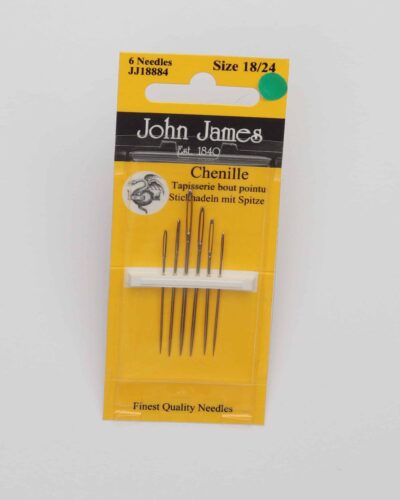 6 Needles
JJ18884
Size 18/24
John James
Est. 1840
Chenille
Tapisserie bout pointu
Sticknadeln mit Spitze
Finest Quality Needles